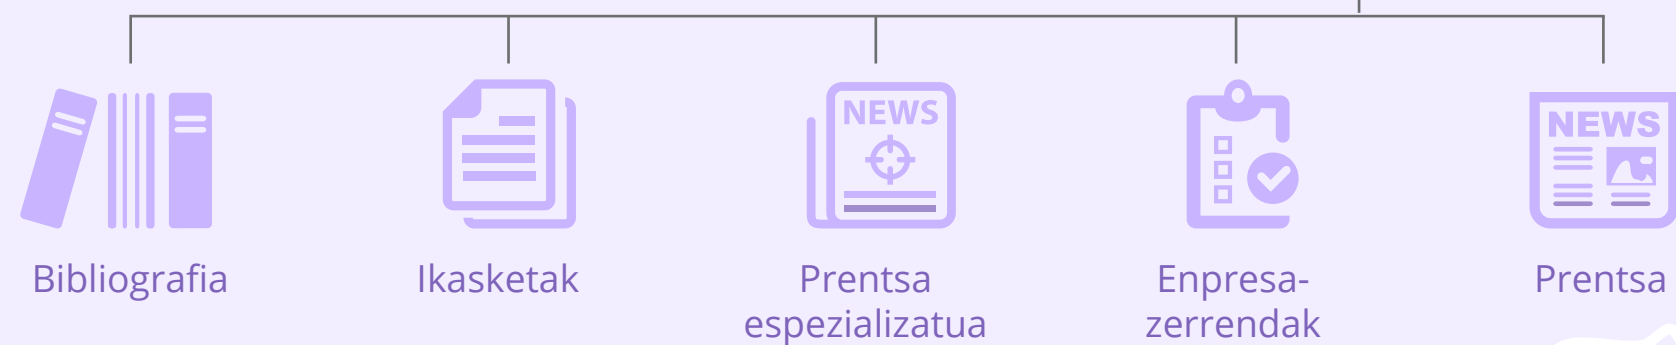 NEWS
NEWS
Bibliografia
Ikasketak
Prentsa
espezializatua
Enpresa-
zerrendak
Prentsa